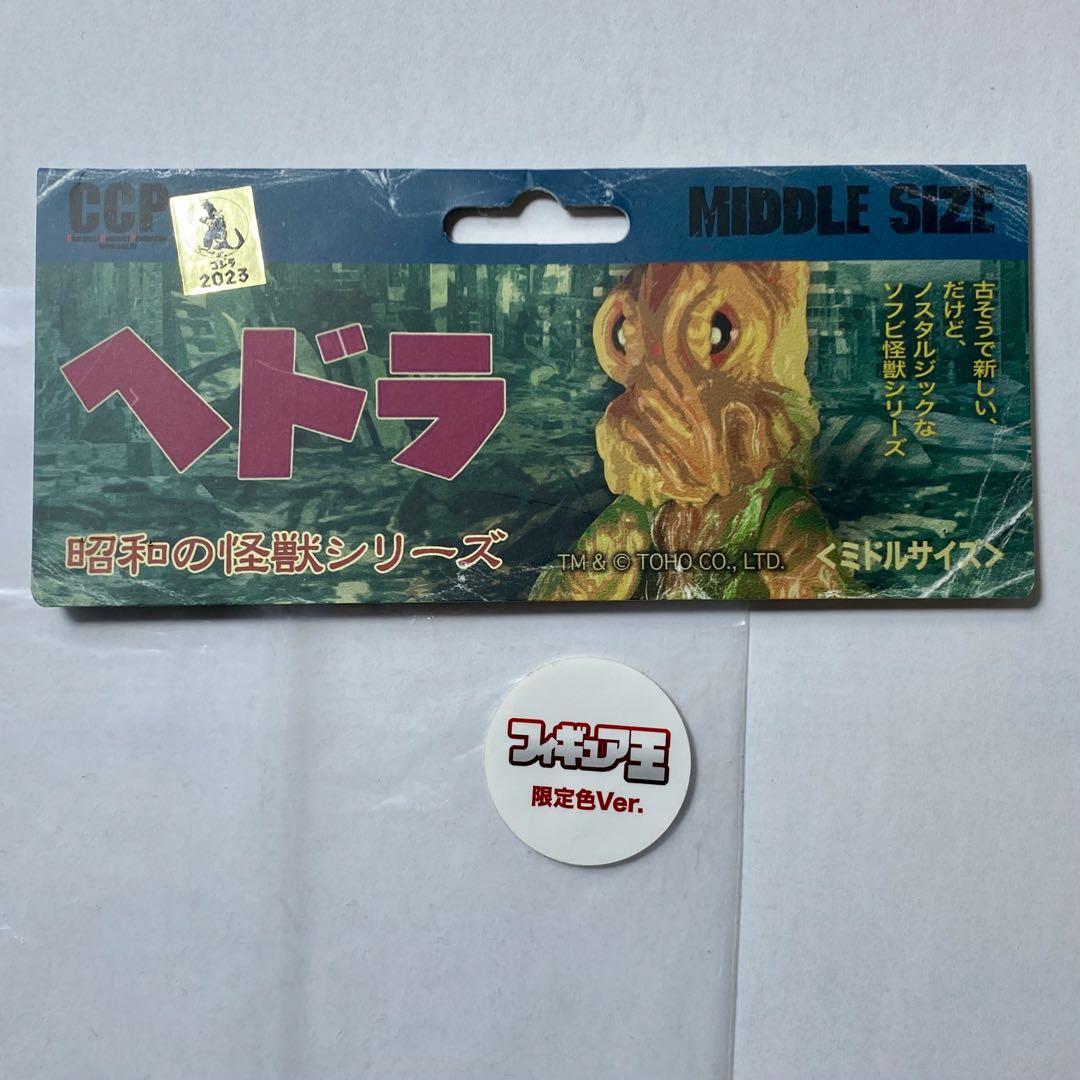 CCP
MIDDLE SIZE
ゴジラ
2023
ヘドラ
古そうで新しい、
だけど、
ノスタルジックな
ソフビ怪獣シリーズ
昭和の怪獣シリーズ
TM & © TOHO CO., LTD.
<ミドルサイズ>
フィギュア王
限定色Ver.